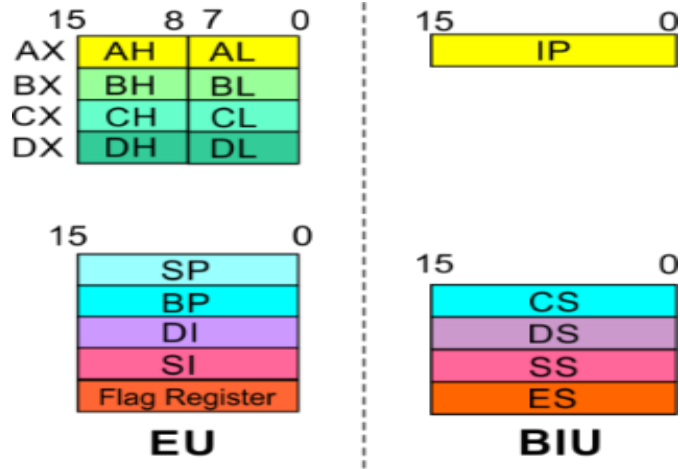 15 8 7 0
AX AH AL
BX BH BL
CX CH CL
DX DH DL
15 0
SP
BP
DI
SI
Flag Register
EU
15 0
IP
15 0
CS
DS
SS
ES
BIU